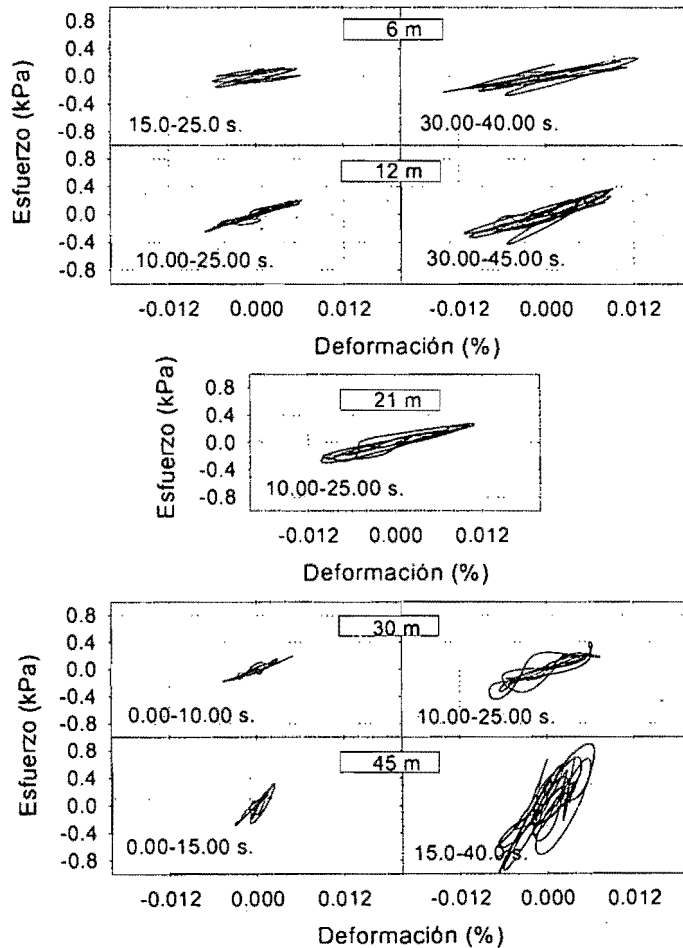 6 m
0.8
0.4
0.0
-0.4
-0.8
Esfuerzo (kPa)
15.0-25.0 s.
30.00-40.00 s.
12 m
0.8
0.4
0.0
-0.4
-0.8
10.00-25.00 s.
30.00-45.00 s.
-0.012 0.000 0.012 -0.012 0.000 0.012
Deformación (%)
21 m
0.8
0.4
0.0
-0.4
-0.8
Esfuerzo (kPa)
10.00-25.00 s.
-0.012 0.000 0.012
Deformación (%)
30 m
0.8
0.4
0.0
-0.4
-0.8
Esfuerzo (kPa)
0.00-10.00 s.
10.00-25.00 s.
45 m
0.8
0.4
0.0
-0.4
-0.8
0.00-15.00 s.
15.0-40.0 s.
-0.012 0.000 0.012 -0.012 0.000 0.012
Deformación (%)